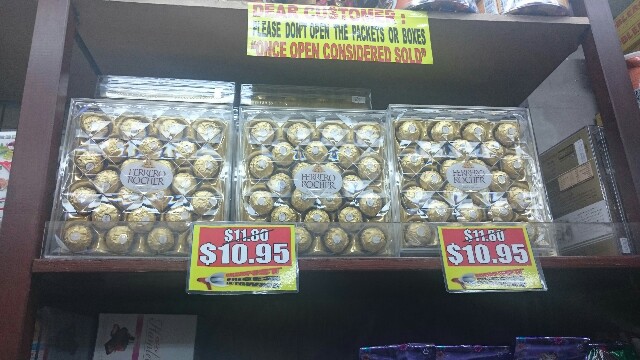 DEAR CUSTOMER :
PLEASE DON'T OPEN THE PACKETS OR BOXES
"ONCE OPEN CONSIDERED SOLD"
FERRERO
ROCHER
FERRERO
ROCHER
FERRERO
ROCHER
$11.80
$10.95
$11.80
$10.95